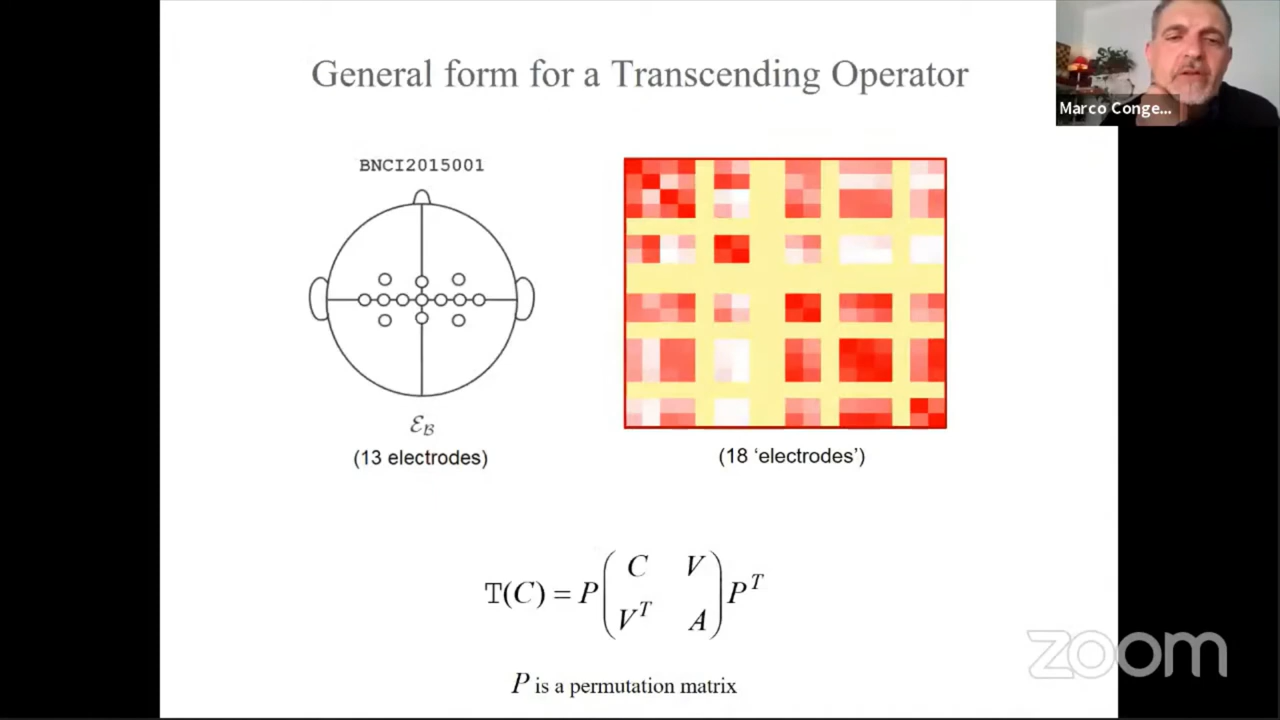 General form for a Transcending Operator
Marco Conge...
BNCI2015001
ℰ_ℬ
(13 electrodes)
(18 ‘electrodes’)
𝕋(C) = P ( C V
V^T A ) P^T
P is a permutation matrix
zoom